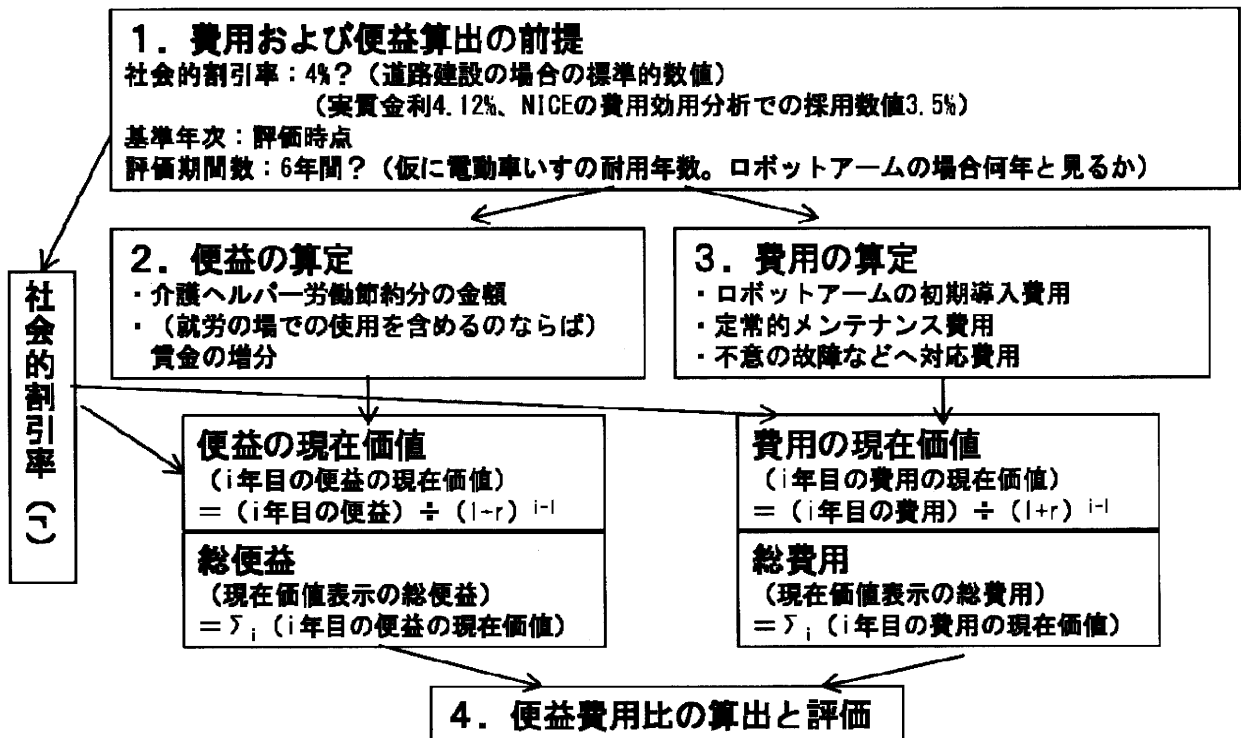 1．費用および便益算出の前提
社会的割引率：4%？（道路建設の場合の標準的数値）
（実質金利4.12%、NICEの費用効用分析での採用数値3.5%）
基準年次：評価時点
評価期間数：6年間？（仮に電動車いすの耐用年数。ロボットアームの場合何年と見るか）
2．便益の算定
・介護ヘルパー労働節約分の金額
・（就労の場での使用を含めるのならば）
賃金の増分
3．費用の算定
・ロボットアームの初期導入費用
・定常的メンテナンス費用
・不意の故障などへ対応費用
社会的割引率（r）
便益の現在価値
（i年目の便益の現在価値）
＝（i年目の便益）÷（1+r）i-1
総便益
（現在価値表示の総便益）
＝Σi（i年目の便益の現在価値）
費用の現在価値
（i年目の費用の現在価値）
＝（i年目の費用）÷（1+r）i-1
総費用
（現在価値表示の総費用）
＝Σi（i年目の費用の現在価値）
4．便益費用比の算出と評価